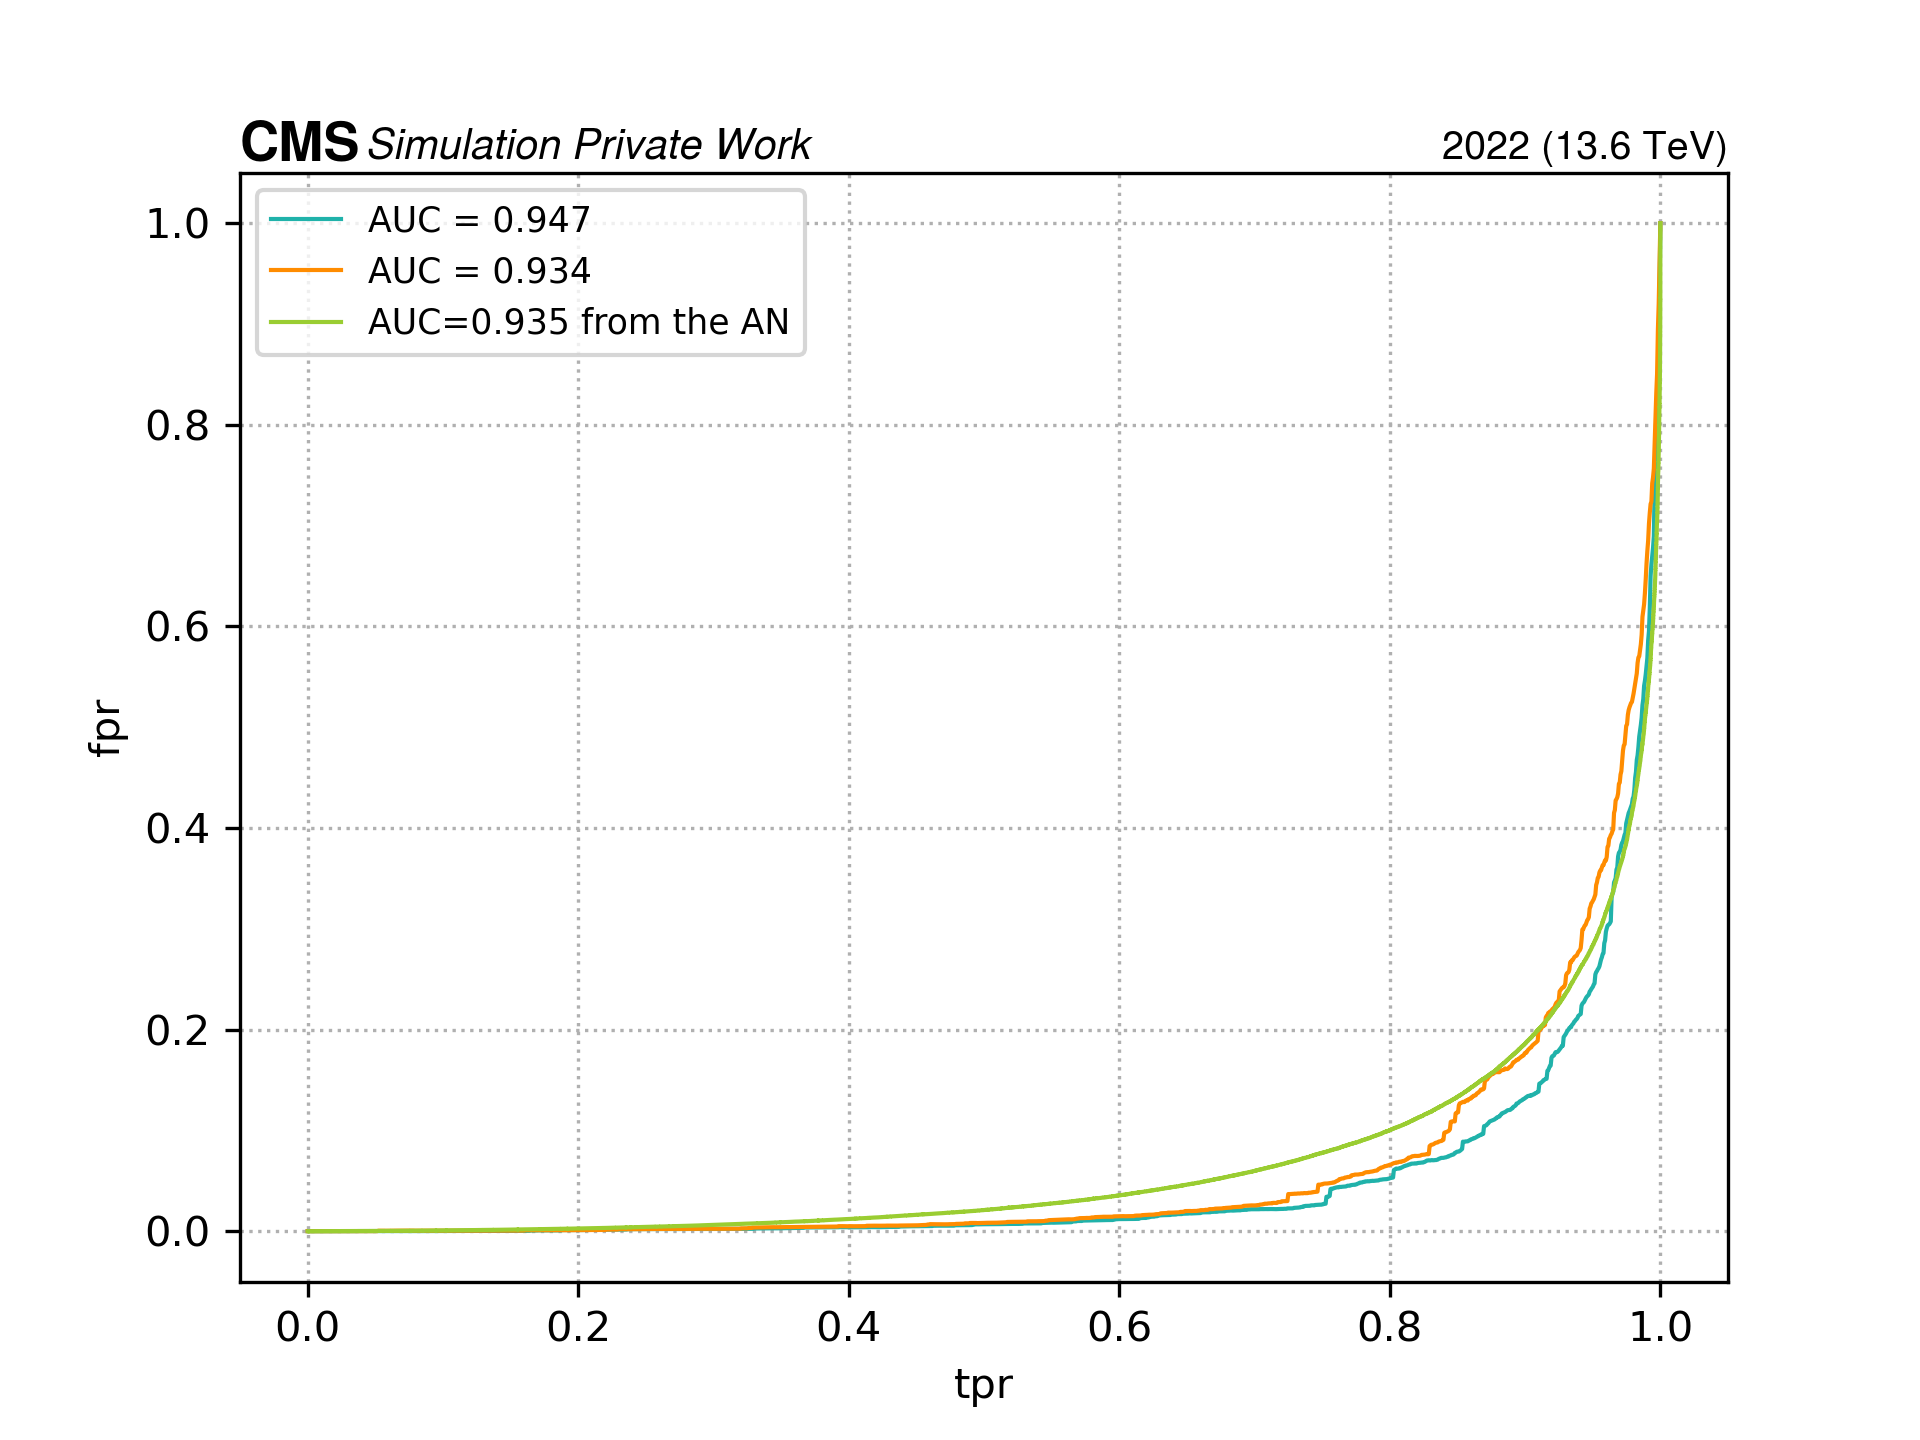 CMS Simulation Private Work 2022 (13.6 TeV)
AUC = 0.947
AUC = 0.934
AUC=0.935 from the AN
1.0
0.8
0.6
0.4
0.2
0.0
fpr
0.0 0.2 0.4 0.6 0.8 1.0
tpr